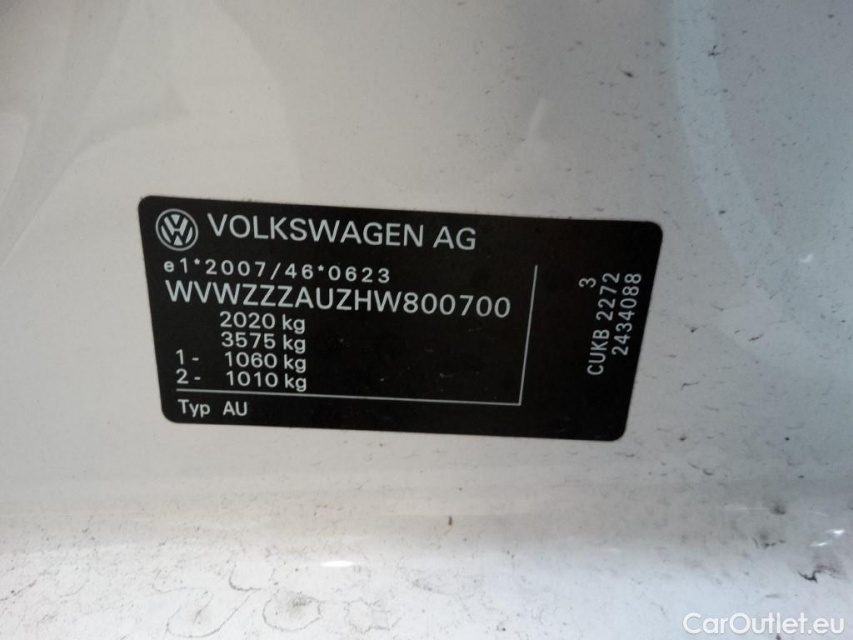 VOLKSWAGEN AG
e1*2007/46*0623
WVWZZZAUZHW800700
2020 kg
3575 kg
1- 1060 kg
2- 1010 kg
Typ AU
3
CUKB 2272
2434088
CarOutlet.eu